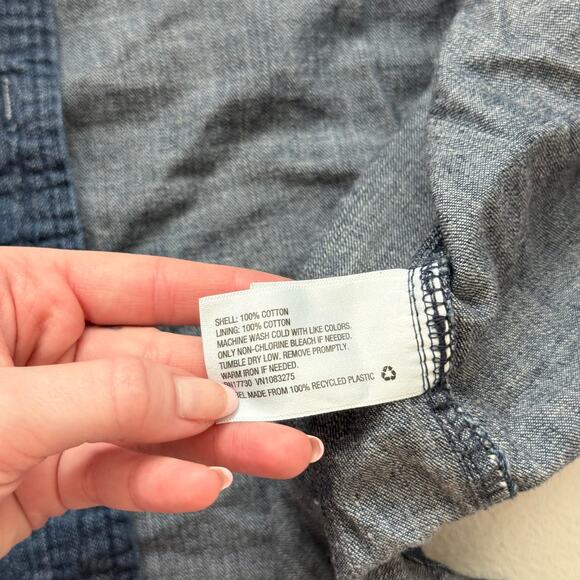 SHELL: 100% COTTON
LINING: 100% COTTON
MACHINE WASH COLD WITH LIKE COLORS.
ONLY NON-CHLORINE BLEACH IF NEEDED.
TUMBLE DRY LOW. REMOVE PROMPTLY.
WARM IRON IF NEEDED.
VN1083275
MADE FROM 100% RECYCLED PLASTIC